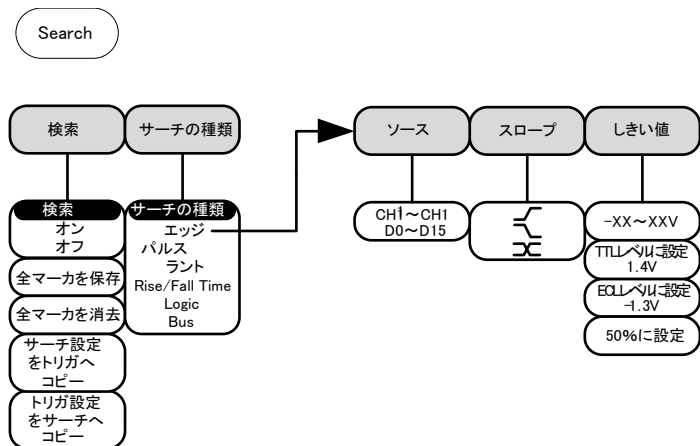 Search
検索
サーチの種類
ソース
スロープ
しきい値
検索
オン
オフ
全マーカを保存
全マーカを消去
サーチ設定
をトリガへ
コピー
トリガ設定
をサーチへ
コピー
サーチの種類
エッジ
パルス
ラント
Rise/Fall Time
Logic
Bus
CH1～CH1
D0～D15
-XX～XXV
TTLレベルに設定
1.4V
ECLレベルに設定
-1.3V
50%に設定